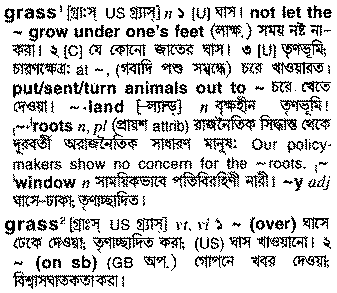 grass¹ [গ্রা:স্ US গ্র্যাস্] n ১ [U] ঘাস। not let the
~ grow under one's feet (লাক্ষ.) সময় নষ্ট না-
করা। ২ [C] যে কোনো জাতের ঘাস। ৩ [U] তৃণভূমি;
চারণক্ষেত্র: at ~, (গবাদি পশু সম্বন্ধে) চরে খাওয়ারত।
put/sent/turn animals out to ~ চরে খেতে
দেওয়া। ~-land [–ল্যান্ড্] n বৃক্ষহীন তৃণভূমি।
¡~-'roots n, pl (প্রায়শ attrib) রাজনৈতিক সিদ্ধান্ত থেকে
দূরবর্তী অরাজনৈতিক সাধারণ মানুষ: Our policy-
makers show no concern for the ~roots. ¡~
'window n সাময়িকভাবে পতিবিরহিণী নারী। ~y adj
ঘাসে-ঢাকা; তৃণাচ্ছাদিত।
grass² [গ্রা:স্ US গ্র্যাস্] vt, vi ১ ~ (over) ঘাসে
ঢেকে দেওয়া; তৃণাচ্ছাদিত করা; (US) ঘাস খাওয়ানো। ২
~ (on sb) (GB অপ.) গোপনে খবর দেওয়া;
বিশ্বাসঘাতকতা করা।